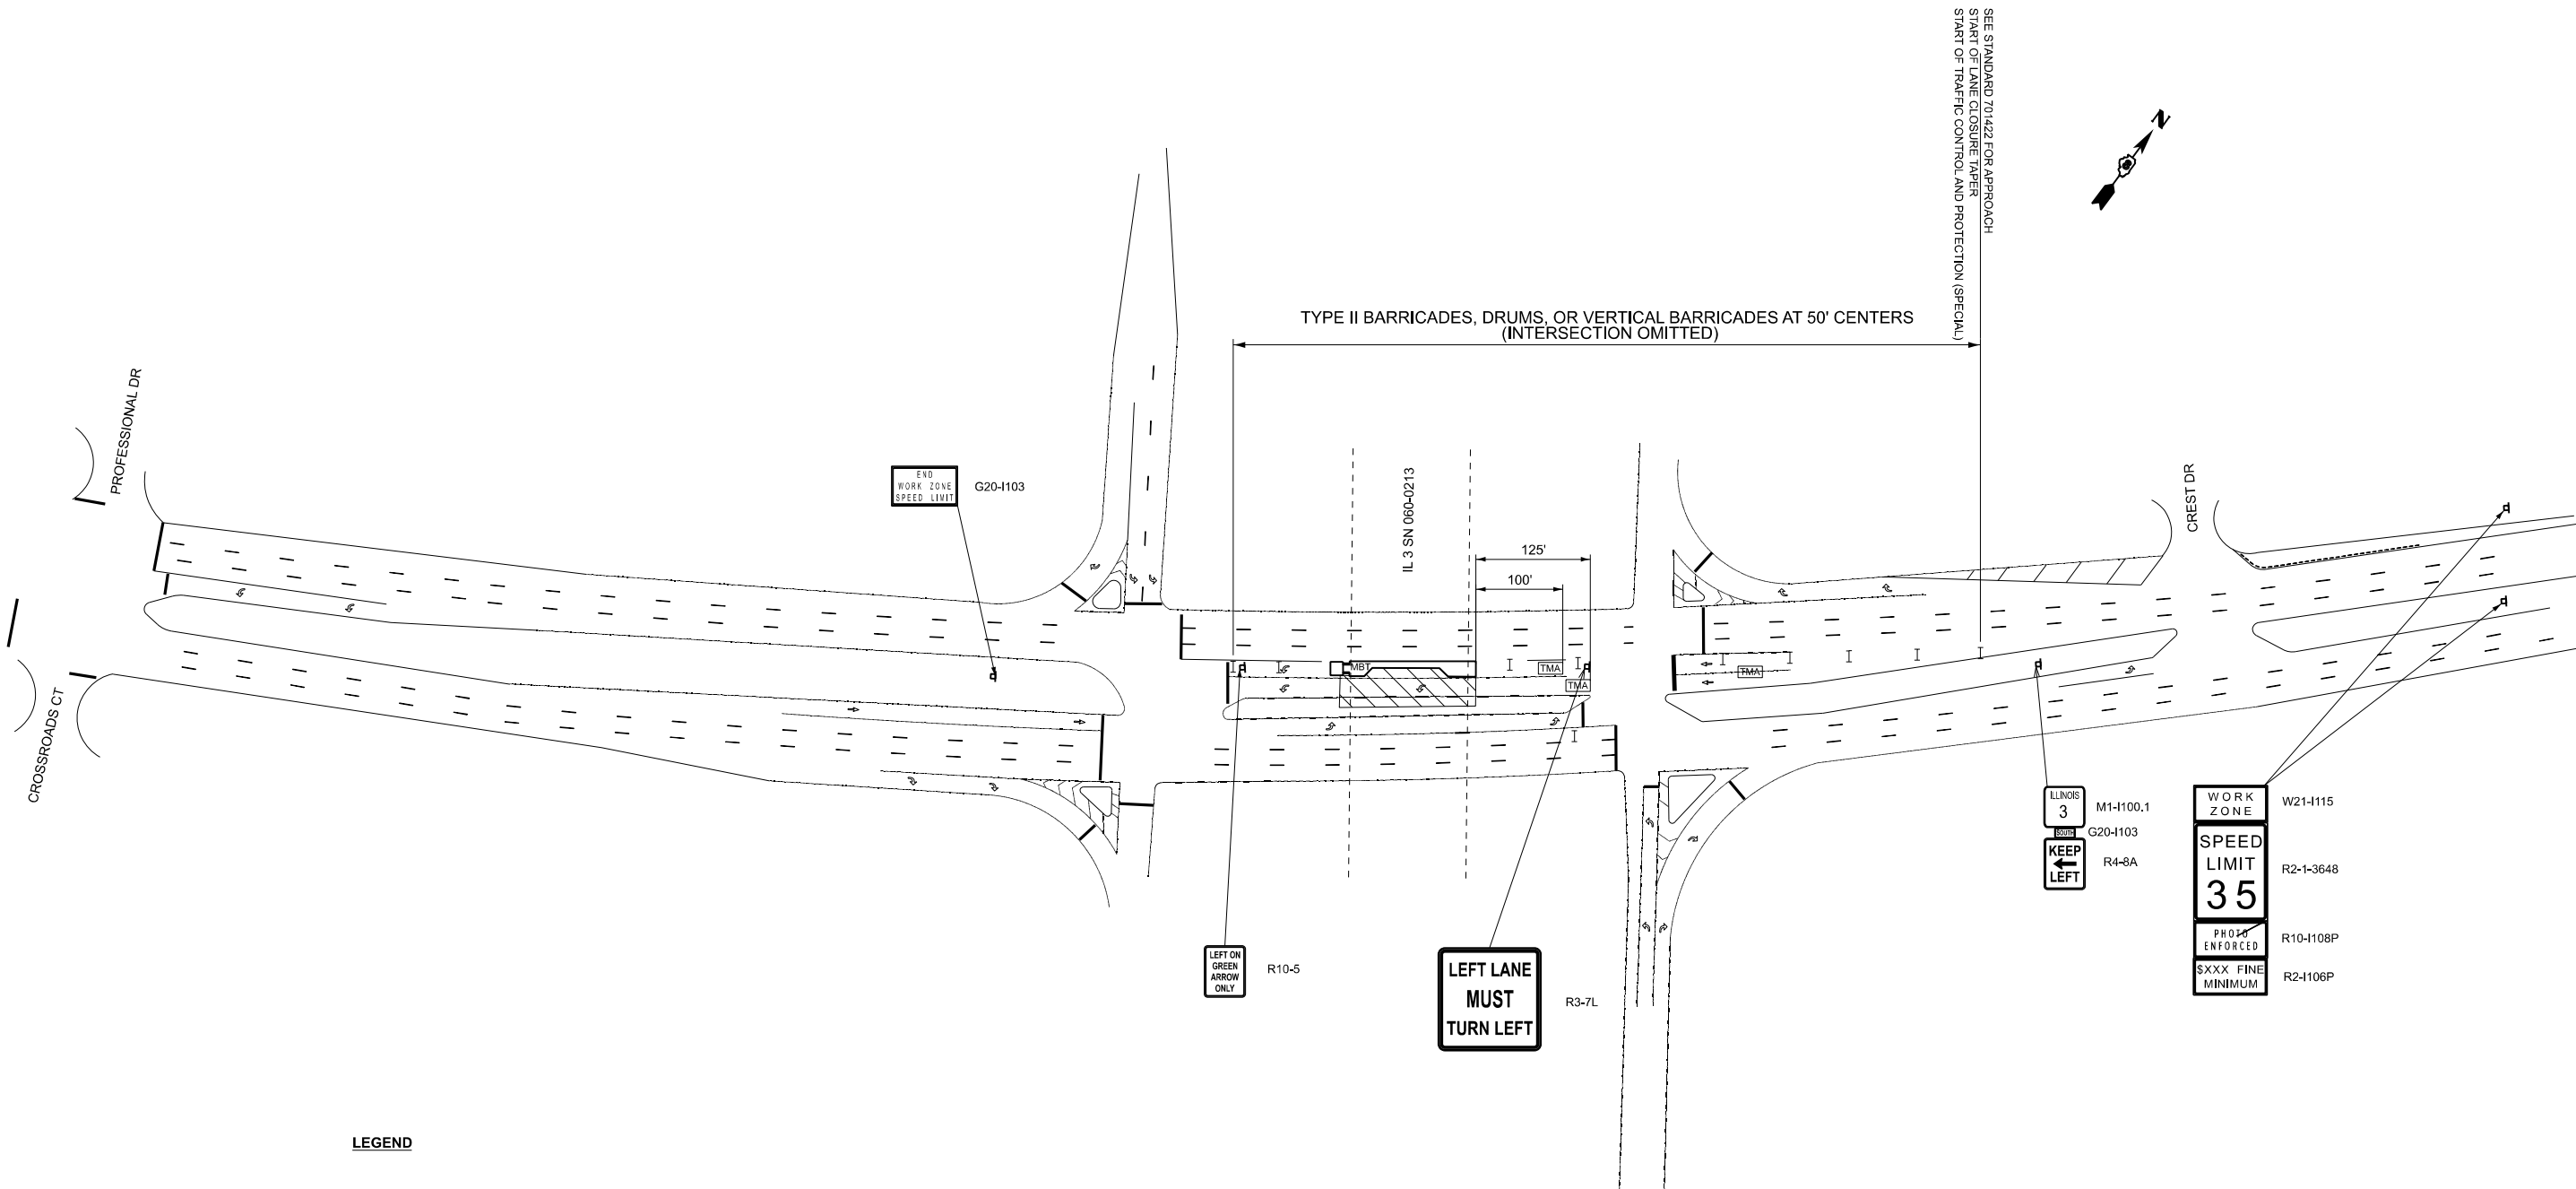 SEE STANDARD 701422 FOR APPROACH
START OF LANE CLOSURE TAPER
START OF TRAFFIC CONTROL AND PROTECTION (SPECIAL)
N
TYPE II BARRICADES, DRUMS, OR VERTICAL BARRICADES AT 50' CENTERS
(INTERSECTION OMITTED)
PROFESSIONAL DR
END
WORK ZONE
SPEED LIMIT
G20-I103
IL 3 SN 060-0213
125'
100'
CREST DR
MBT
TMA
TMA
TMA
CROSSROADS CT
ILLINOIS
3
M1-I100.1
SOUTH
G20-I103
KEEP
LEFT
R4-8A
WORK
ZONE
W21-I115
SPEED
LIMIT
35
R2-1-3648
PHOTO
ENFORCED
R10-I108P
$XXX FINE
MINIMUM
R2-I106P
LEFT ON
GREEN
ARROW
ONLY
R10-5
LEFT LANE
MUST
TURN LEFT
R3-7L
LEGEND